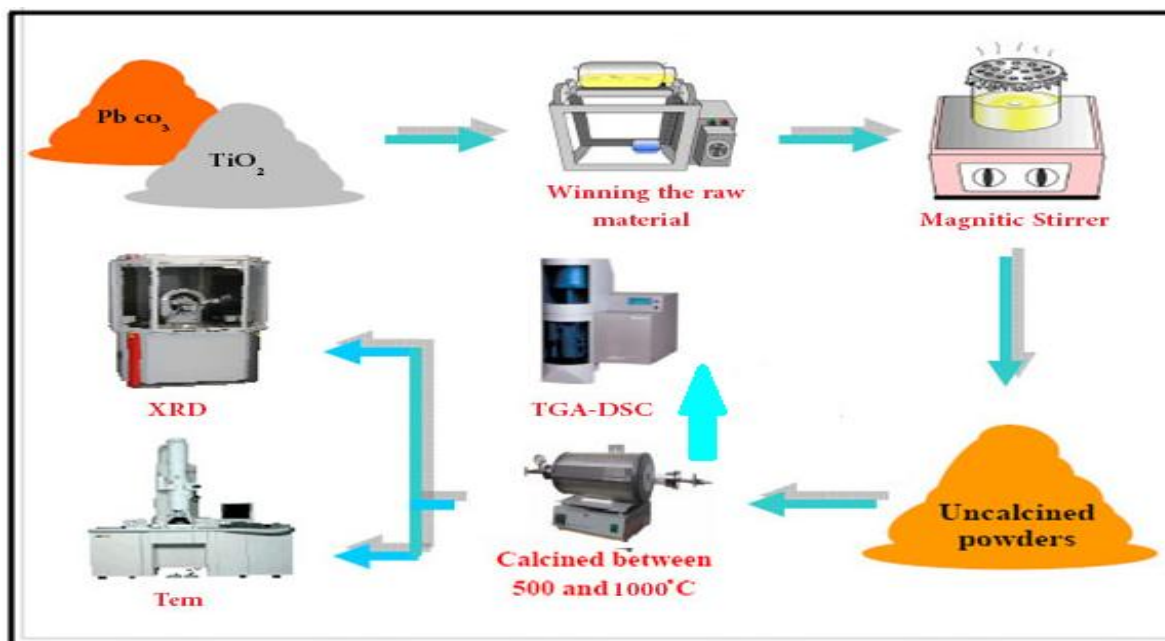 Pb co₃
TiO₂
Winning the raw
material
Magnitic Stirrer
XRD
TGA-DSC
Tem
Calcined between
500 and 1000°C
Uncalcined
powders